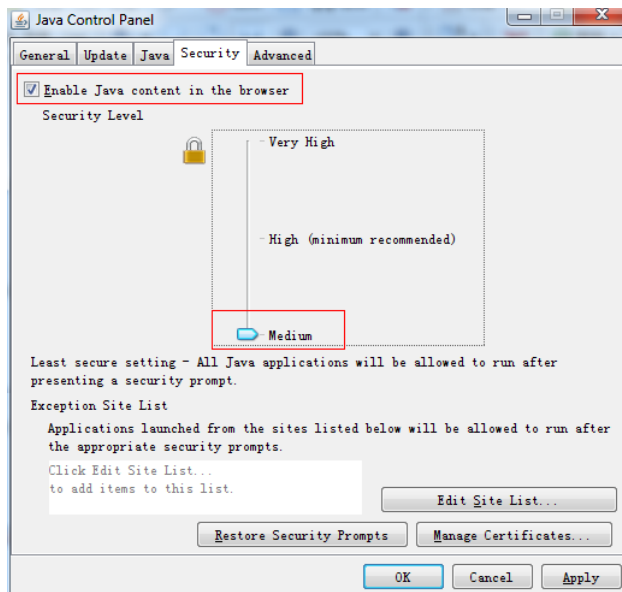 Java Control Panel
General Update Java Security Advanced
Enable Java content in the browser
Security Level
Very High
High (minimum recommended)
Medium
Least secure setting - All Java applications will be allowed to run after
presenting a security prompt.
Exception Site List
Applications launched from the sites listed below will be allowed to run after
the appropriate security prompts.
Click Edit Site List...
to add items to this list.
Edit Site List...
Restore Security Prompts
Manage Certificates...
OK
Cancel
Apply